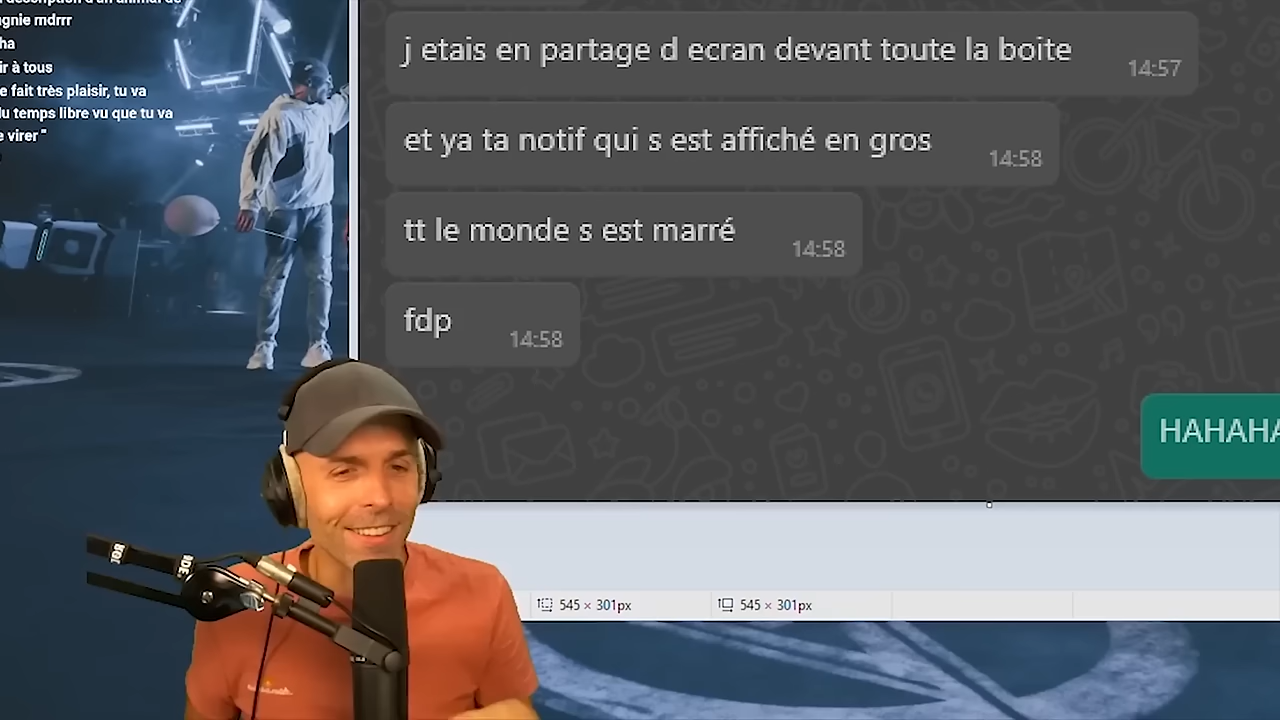 gnie mdrrr
ha
ir à tous
e fait très plaisir, tu va
du temps libre vu que tu va
e virer"
j etais en partage d ecran devant toute la boite
14:57
et ya ta notif qui s est affiché en gros
14:58
tt le monde s est marré
14:58
fdp
14:58
HAHAHA
545 × 301px
545 × 301px